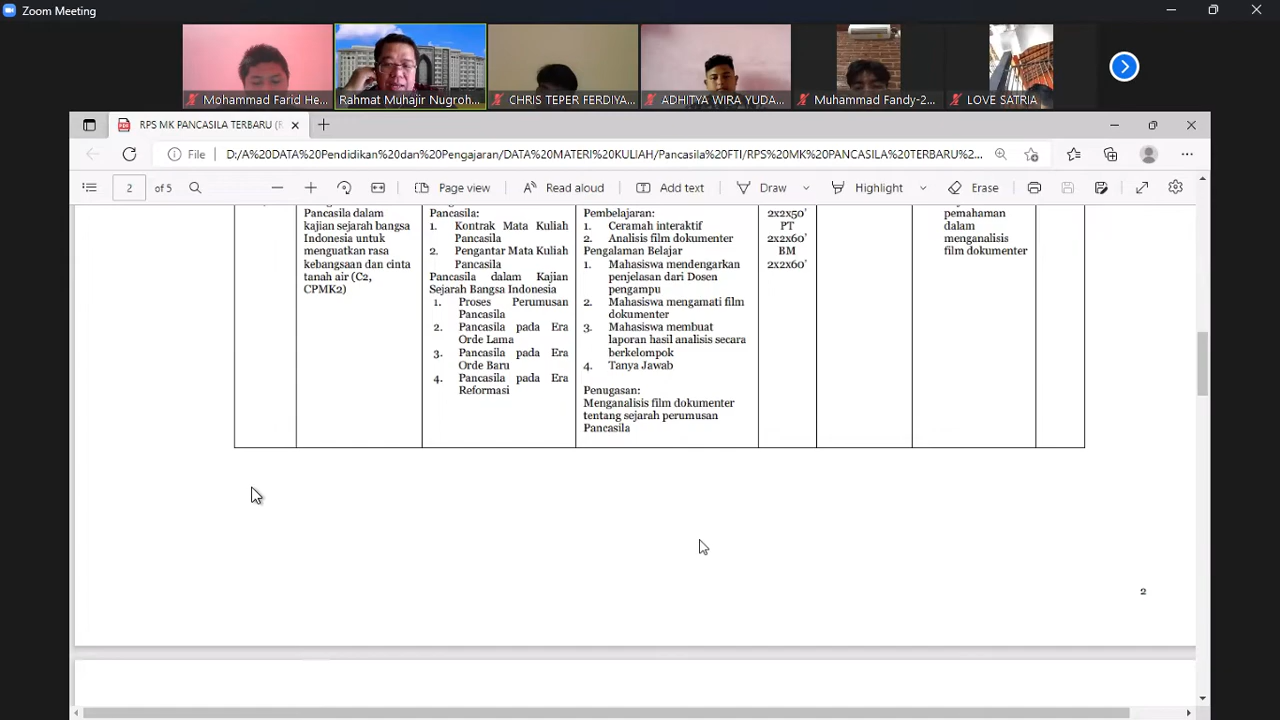 Zoom Meeting
Mohammad Farid He...
Rahmat Muhajir Nugroh...
CHRIS TEPER FERDIYA...
ADHITYA WIRA YUDA...
Muhammad Fandy-2...
LOVE SATRIA
RPS MK PANCASILA TERBARU (R
File
D:/A%20DATA%20Pendidikan%20dan%20Pengajaran/DATA%20MATERI%20KULIAH/Pancasila%20FTI/RPS%20MK%20PANCASILA%20TERBARU%2...
2 of 5
Page view
Read aloud
Add text
Draw
Highlight
Erase
Pancasila dalam
kajian sejarah bangsa
Indonesia untuk
menguatkan rasa
kebangsaan dan cinta
tanah air (C2,
CPMK2)
Pancasila:
1. Kontrak Mata Kuliah
Pancasila
2. Pengantar Mata Kuliah
Pancasila
Pancasila dalam Kajian
Sejarah Bangsa Indonesia
1. Proses Perumusan
Pancasila
2. Pancasila pada Era
Orde Lama
3. Pancasila pada Era
Orde Baru
4. Pancasila pada Era
Reformasi
Pembelajaran:
1. Ceramah interaktif
2. Analisis film dokumenter
Pengalaman Belajar
1. Mahasiswa mendengarkan
penjelasan dari Dosen
pengampu
2. Mahasiswa mengamati film
dokumenter
3. Mahasiswa membuat
laporan hasil analisis secara
berkelompok
4. Tanya Jawab
Penugasan:
Menganalisis film dokumenter
tentang sejarah perumusan
Pancasila
2x2x50'
PT
2x2x60'
BM
2x2x60'
pemahaman
dalam
menganalisis
film dokumenter
2